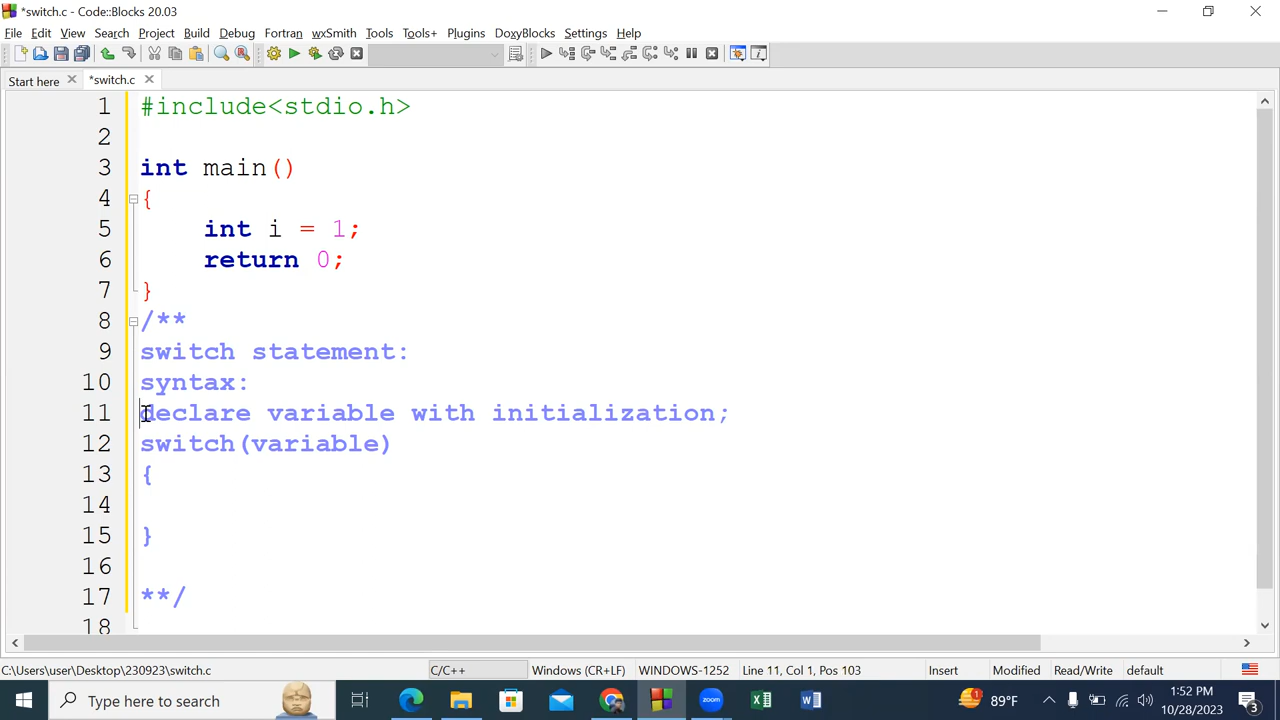 *switch.c - Code::Blocks 20.03
File Edit View Search Project Build Debug Fortran wxSmith Tools Tools+ Plugins DoxyBlocks Settings Help
Start here *switch.c
1 #include<stdio.h>
2
3 int main()
4 {
5 int i = 1;
6 return 0;
7 }
8 /**
9 switch statement:
10 syntax:
11 declare variable with initialization;
12 switch(variable)
13 {
14
15 }
16
17 **/
18
C:\Users\user\Desktop\230923\switch.c C/C++ Windows (CR+LF) WINDOWS-1252 Line 11, Col 1, Pos 103 Insert Modified Read/Write default
Type here to search 89°F 1:52 PM
10/28/2023